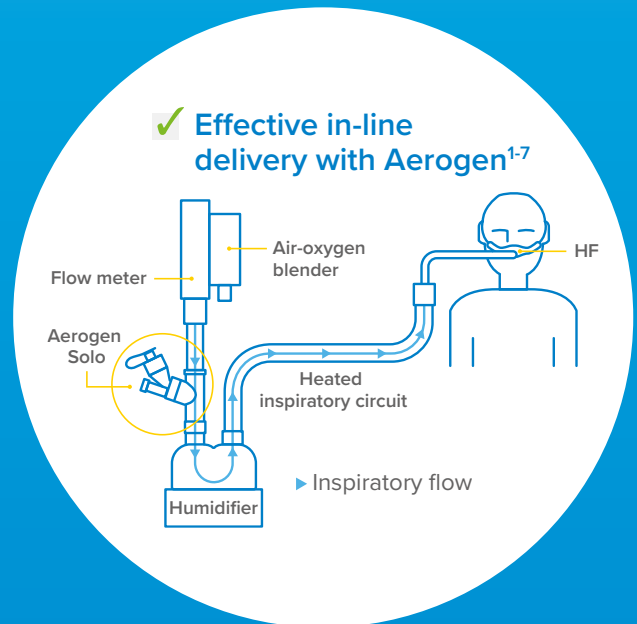 Effective in-line
delivery with Aerogen1-7
Air-oxygen
blender
HF
Flow meter
Aerogen
Solo
Heated
inspiratory circuit
Inspiratory flow
Humidifier